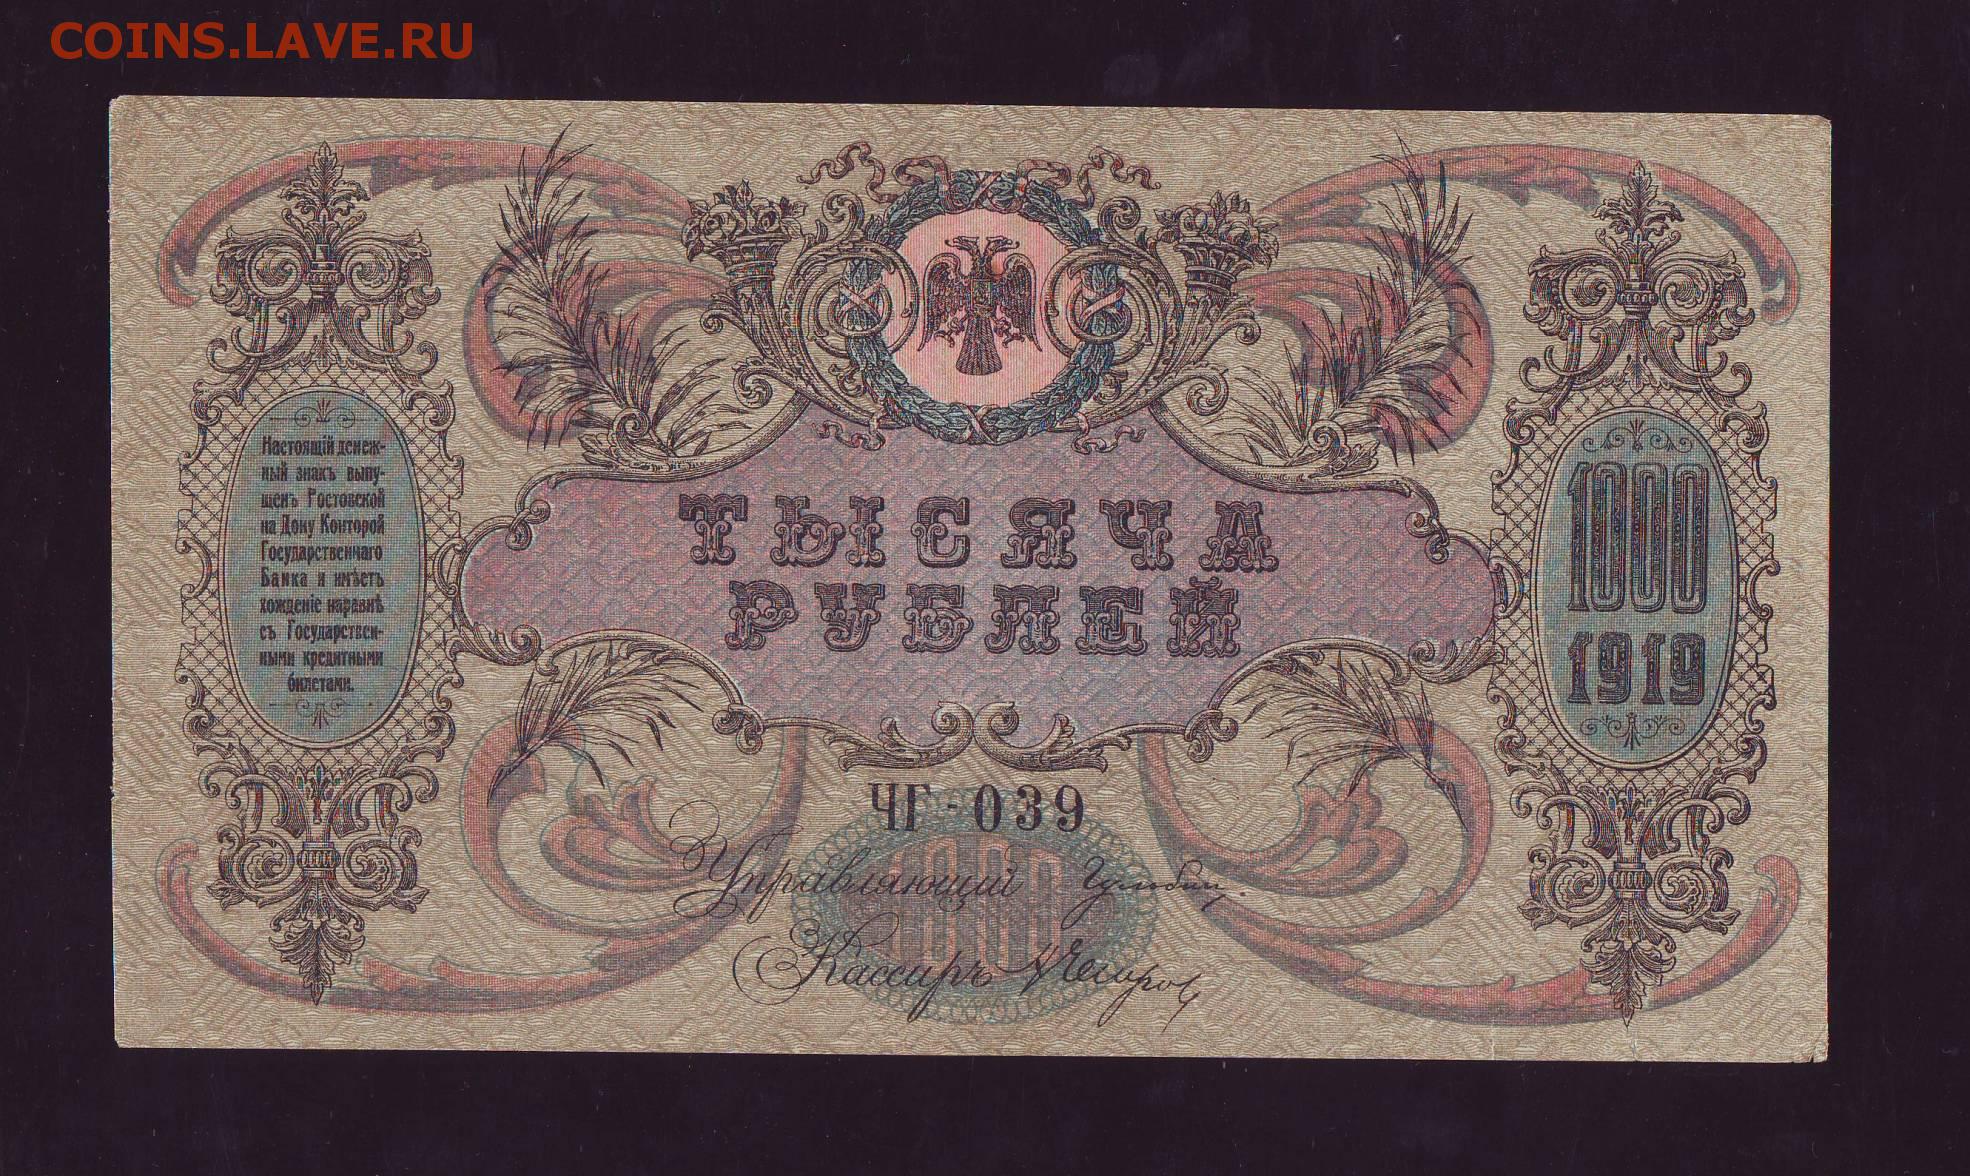 COINS.LAVE.RU
Настоящій денеж-
ный знакъ выпу-
щенъ Ростовской
на Дону Конторой
Государственнаго
Банка и имѣетъ
хожденіе наравнѣ
съ Государствен-
ными кредитными
билетами.
ТЫСЯЧА
РУБЛЕЙ
1000
1919
ЧГ-039
1000
Управляющій
Кассиръ